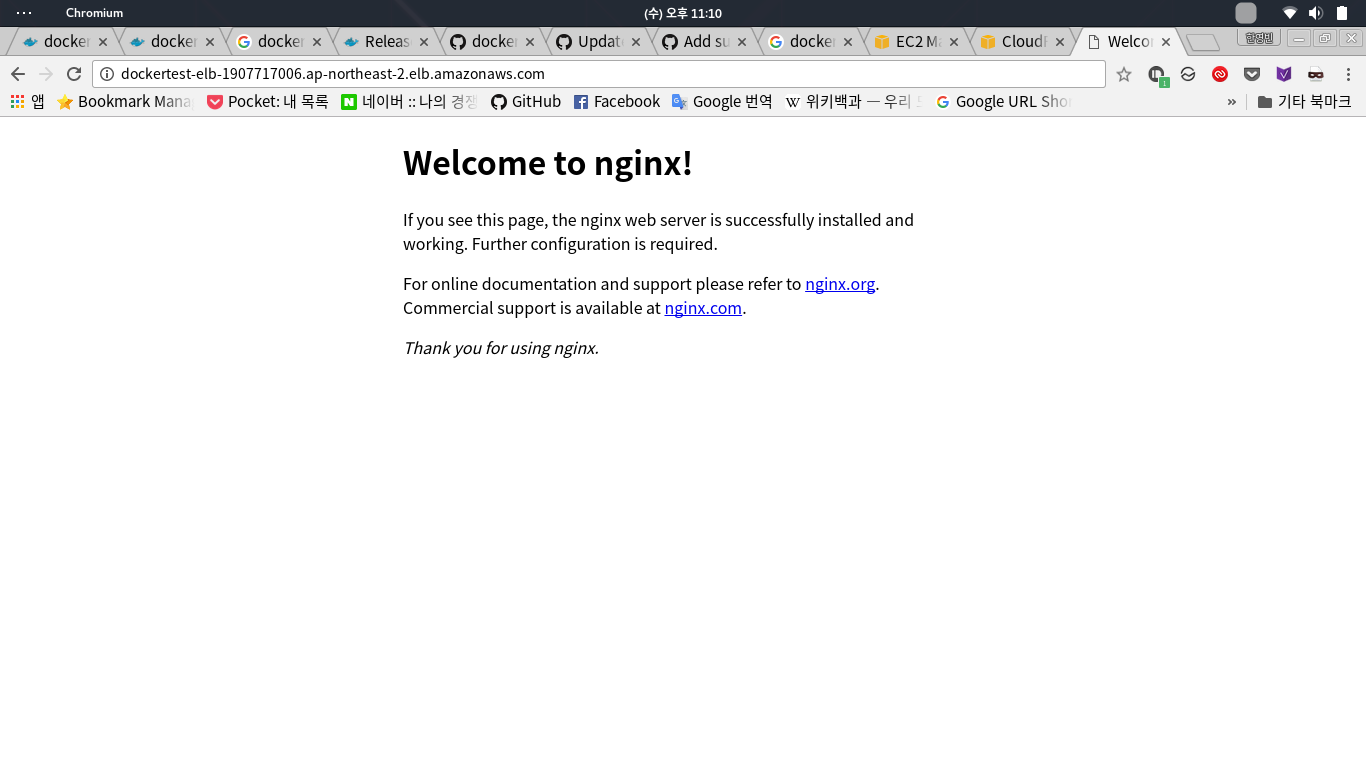 Chromium
(수) 오후 11:10
docker
docker
docker
Releas
docker
Updat
Add su
docker
EC2 Ma
CloudF
Welcor
한영빈
dockertest-elb-1907717006.ap-northeast-2.elb.amazonaws.com
앱
Bookmark Mana
Pocket: 내 목록
네이버 :: 나의 경쟁
GitHub
Facebook
Google 번역
위키백과 — 우리
Google URL Shor
»
기타 북마크
Welcome to nginx!
If you see this page, the nginx web server is successfully installed and
working. Further configuration is required.
For online documentation and support please refer to nginx.org.
Commercial support is available at nginx.com.
Thank you for using nginx.